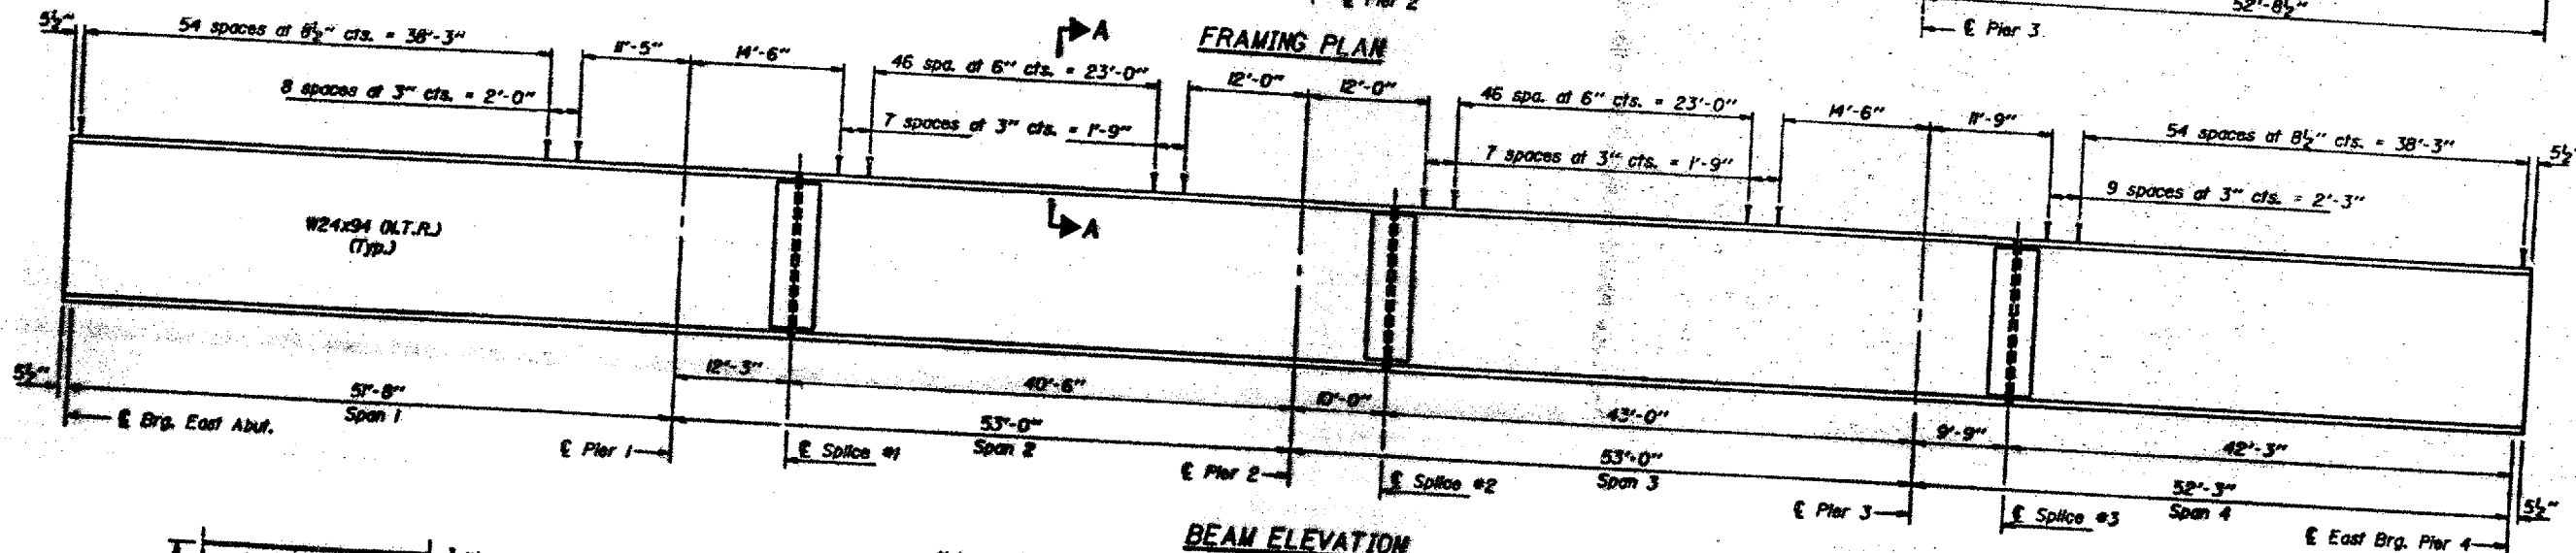 ℄ Pier 2
52'-8½"
℄ Pier 3
FRAMING PLAN
5½"
54 spaces at 8½" cts. = 38'-3"
11'-5"
14'-6"
A
46 spa. at 6" cts. = 23'-0"
12'-0"
12'-0"
46 spa. at 6" cts. = 23'-0"
14'-6"
11'-9"
54 spaces at 8½" cts. = 38'-3"
5½"
8 spaces at 3" cts. = 2'-0"
7 spaces at 3" cts. = 1'-9"
7 spaces at 3" cts. = 1'-9"
9 spaces at 3" cts. = 2'-3"
W24x94 (N.T.R.)
(Typ.)
A
5½"
51'-8"
Span 1
12'-3"
40'-6"
10'-0"
43'-0"
9'-9"
42'-3"
℄ Brg. East Abut.
℄ Pier 1
℄ Splice #1
53'-0"
Span 2
℄ Pier 2
℄ Splice #2
53'-0"
Span 3
℄ Pier 3
℄ Splice #3
52'-3"
Span 4
5½"
℄ East Brg. Pier 4
BEAM ELEVATION